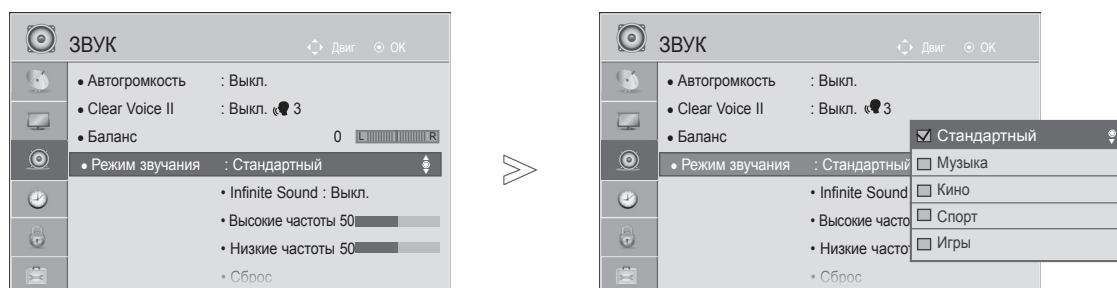 ЗВУК
Двиг OK
• Автогромкость : Выкл.
• Clear Voice II : Выкл. 3
• Баланс 0 L R
• Режим звучания : Стандартный
• Infinite Sound : Выкл.
• Высокие частоты 50
• Низкие частоты 50
• Сброс
ЗВУК
Двиг OK
• Автогромкость : Выкл.
• Clear Voice II : Выкл. 3
• Баланс
• Режим звучания : Стандартный
• Infinite Sound
• Высокие часто
• Низкие часто
• Сброс
Стандартный
Музыка
Кино
Спорт
Игры